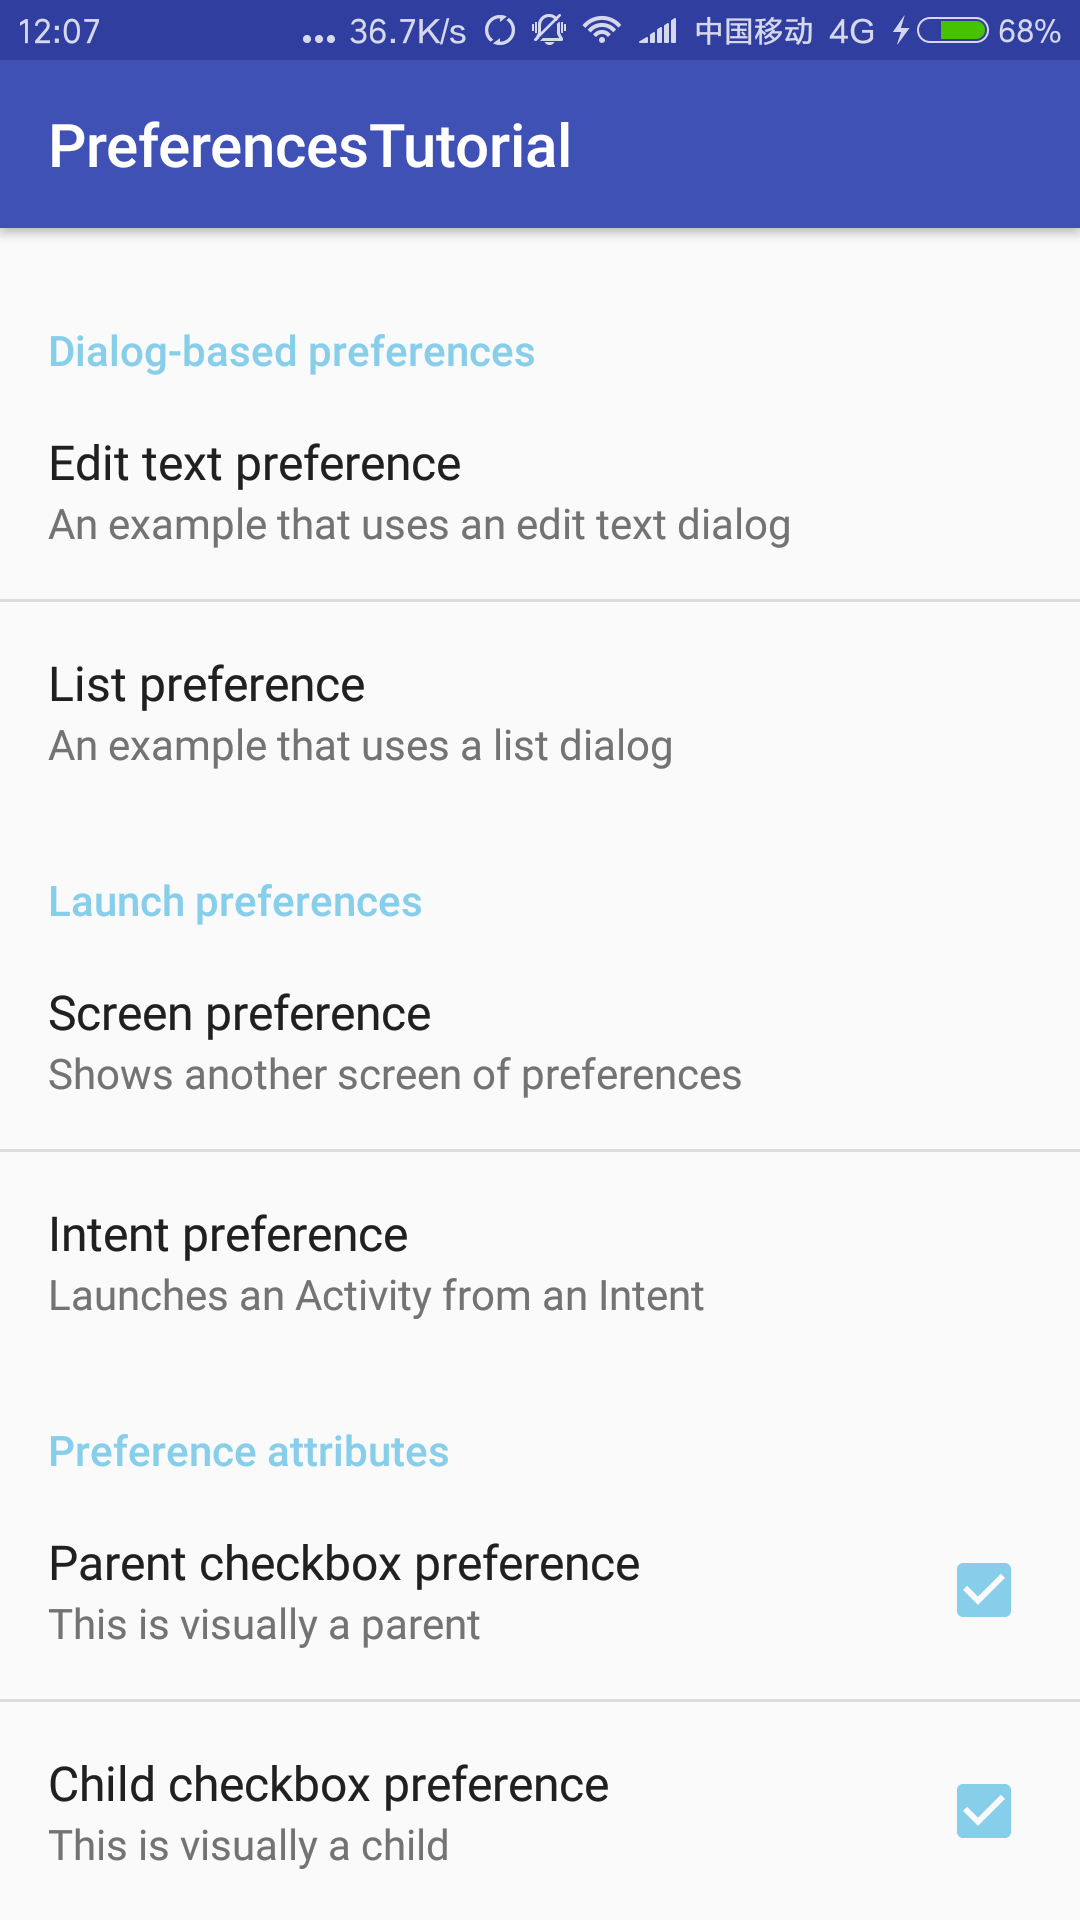 12:07 ... 36.7K/s 中国移动 4G 68%
PreferencesTutorial
Dialog-based preferences
Edit text preference
An example that uses an edit text dialog
List preference
An example that uses a list dialog
Launch preferences
Screen preference
Shows another screen of preferences
Intent preference
Launches an Activity from an Intent
Preference attributes
Parent checkbox preference
This is visually a parent
Child checkbox preference
This is visually a child